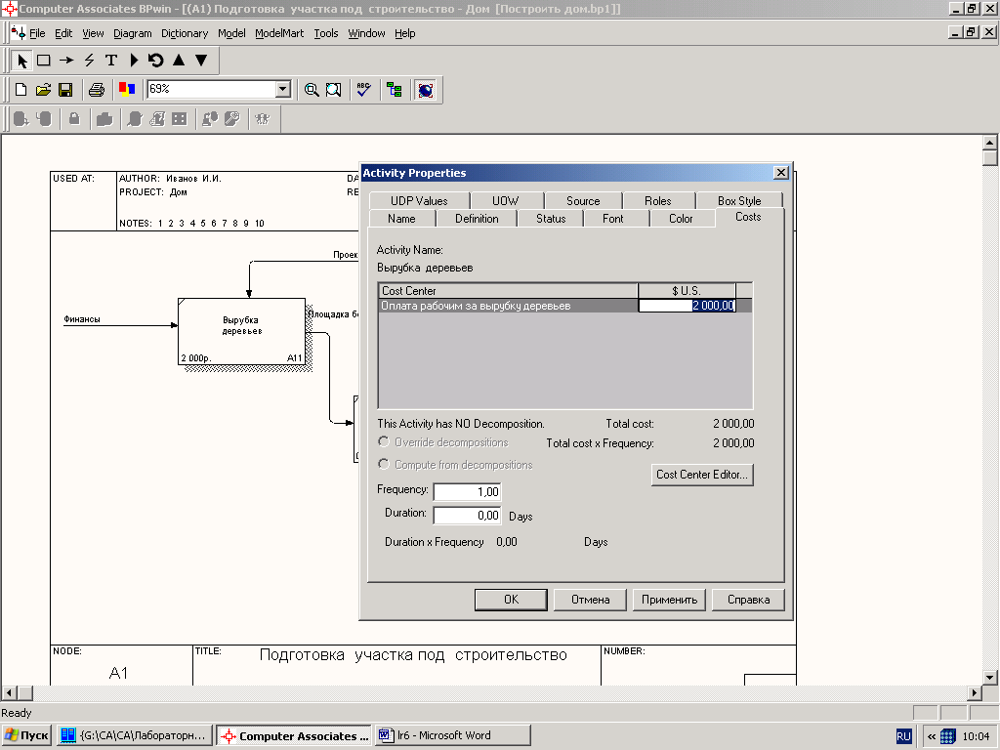 Computer Associates BPwin - [(A1) Подготовка участка под строительство - Дом [Построить дом.bp1]]
File Edit View Diagram Dictionary Model ModelMart Tools Window Help
T
69%
ABC
USED AT:
AUTHOR: Иванов И.И.
DA
PROJECT: Дом
RE
NOTES: 1 2 3 4 5 6 7 8 9 10
Проек
Финансы
Вырубка
деревьев
2 000р.
A11
Площадка б
Activity Properties
UDP Values UOW Source Roles Box Style
Name Definition Status Font Color Costs
Activity Name:
Вырубка деревьев
Cost Center $ U.S.
Оплата рабочим за вырубку деревьев 2 000,00
This Activity has NO Decomposition. Total cost: 2 000,00
Override decompositions Total cost x Frequency: 2 000,00
Compute from decompositions
Cost Center Editor...
Frequency: 1,00
Duration: 0,00 Days
Duration x Frequency 0,00 Days
OK Отмена Применить Справка
NODE:
A1
TITLE:
Подготовка участка под строительство
NUMBER:
Ready
Пуск {G:\CA\CA\Лабораторн... Computer Associates ... lr6 - Microsoft Word RU « 10:04